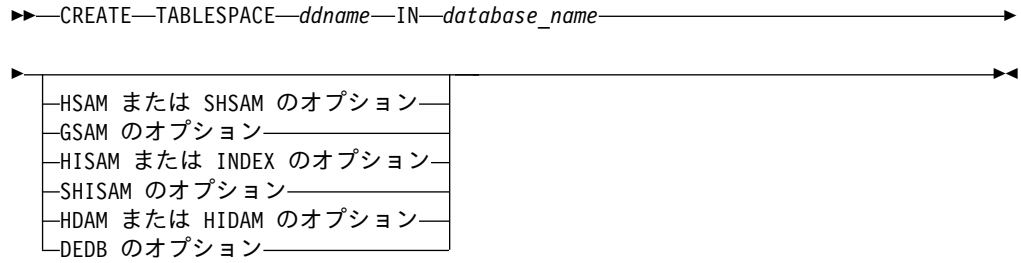 CREATE TABLESPACE ddname IN database_name
HSAM または SHSAM のオプション
GSAM のオプション
HISAM または INDEX のオプション
SHISAM のオプション
HDAM または HIDAM のオプション
DEDB のオプション